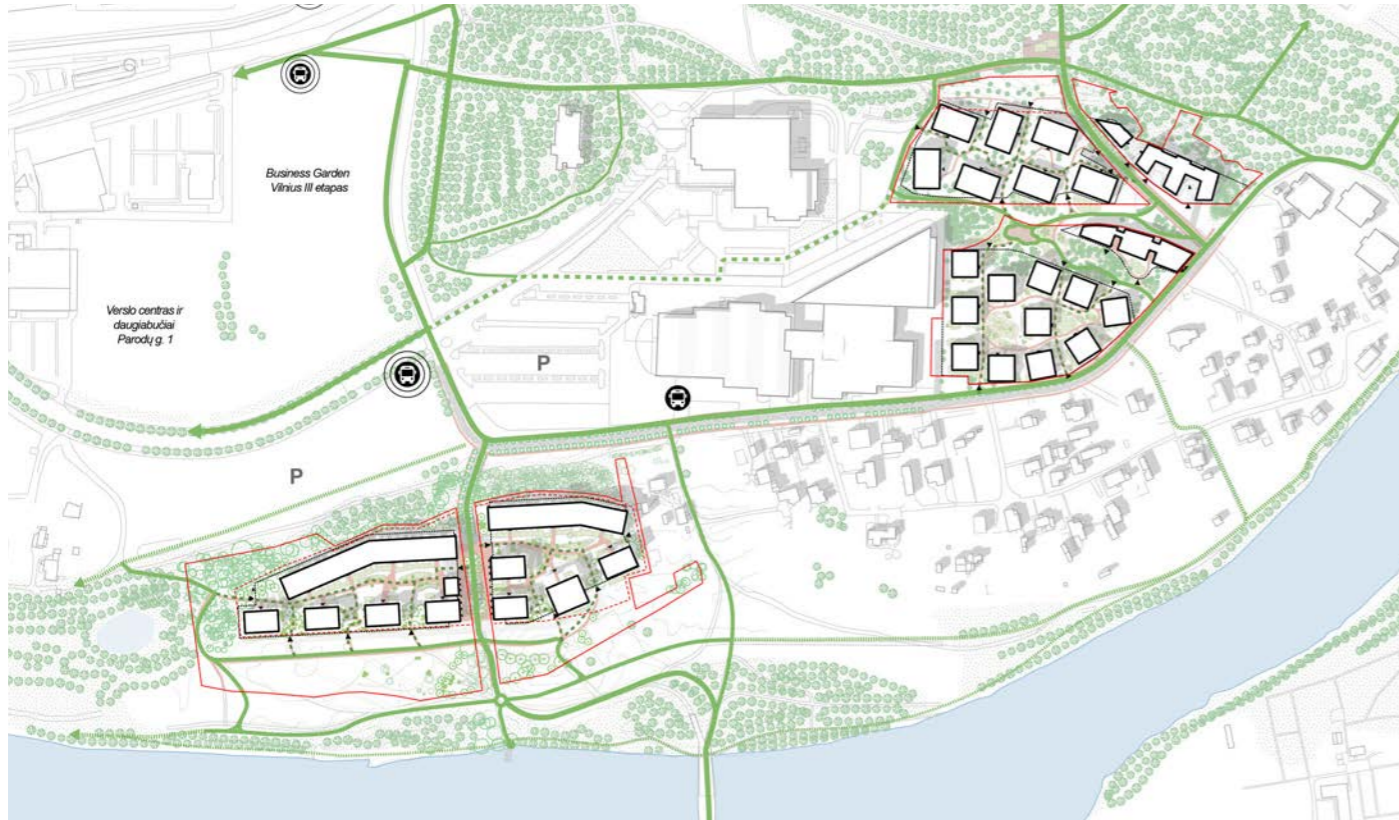 Business Garden
Vilnius III etapas
Verslo centras ir
daugiabučiai
Parodų g. 1
P
P